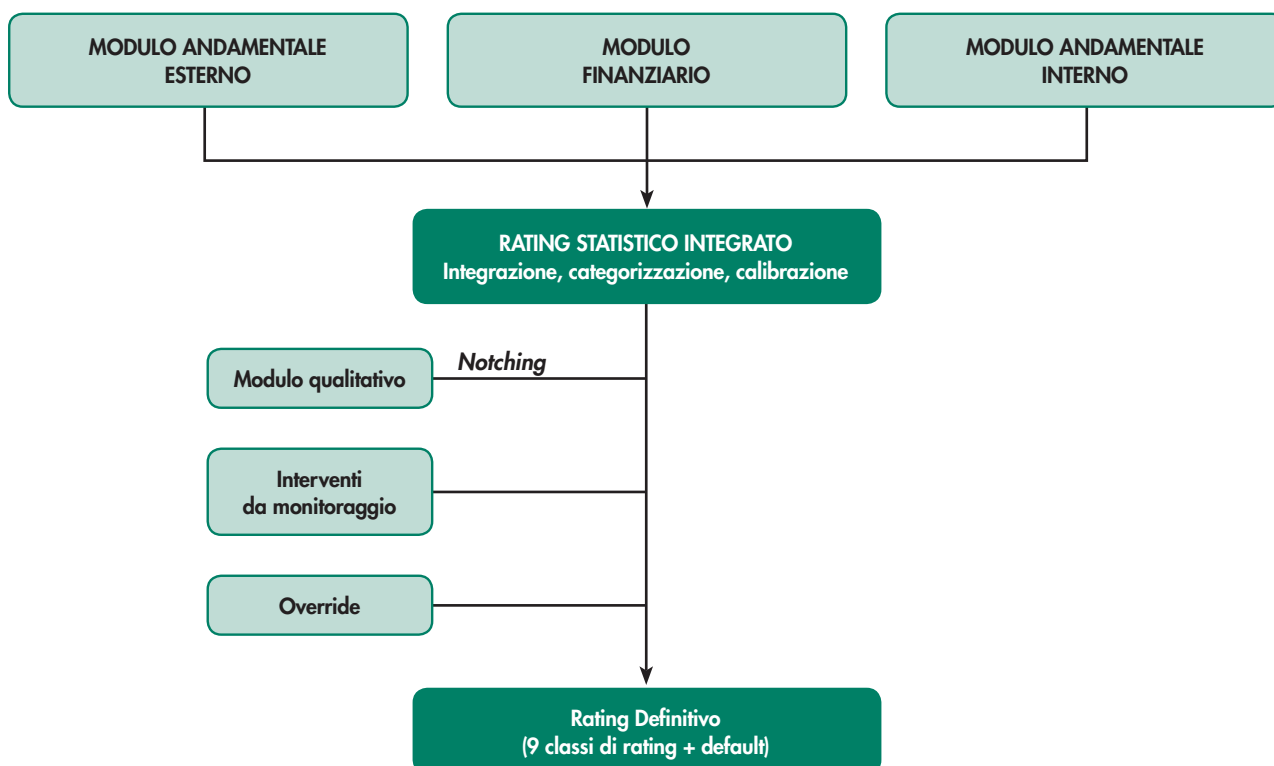 MODULO ANDAMENTALE
ESTERNO
MODULO
FINANZIARIO
MODULO ANDAMENTALE
INTERNO
RATING STATISTICO INTEGRATO
Integrazione, categorizzazione, calibrazione
Modulo qualitativo
Notching
Interventi
da monitoraggio
Override
Rating Definitivo
(9 classi di rating + default)